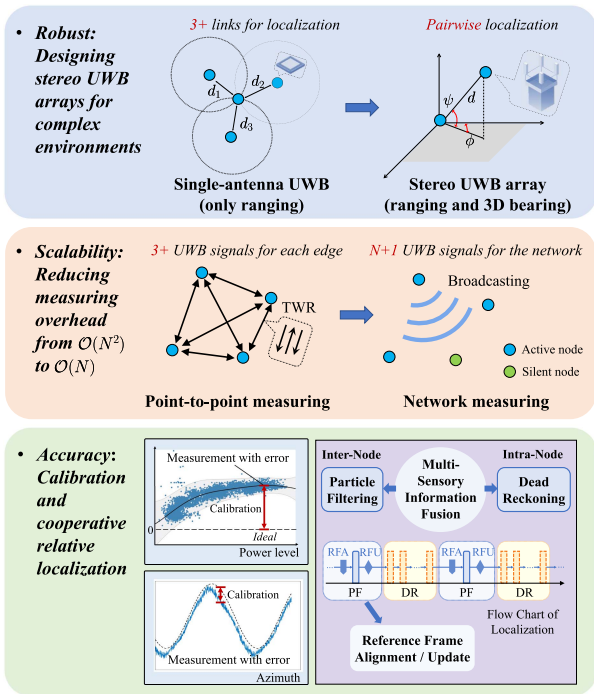 • Robust:
Designing
stereo UWB
arrays for
complex
environments
3+ links for localization
d1
d2
d3
Single-antenna UWB
(only ranging)
Pairwise localization
ψ
d
ϕ
Stereo UWB array
(ranging and 3D bearing)
• Scalability:
Reducing
measuring
overhead
from O(N²)
to O(N)
3+ UWB signals for each edge
TWR
Point-to-point measuring
N+1 UWB signals for the network
Broadcasting
Active node
Silent node
Network measuring
• Accuracy:
Calibration
and
cooperative
relative
localization
Measurement with error
Calibration
0
Ideal
Power level
Calibration
Measurement with error
Azimuth
Inter-Node
Particle
Filtering
Multi-
Sensory
Information
Fusion
Intra-Node
Dead
Reckoning
RFA
RFU
RFA
RFU
PF
DR
PF
DR
Flow Chart of
Localization
Reference Frame
Alignment / Update